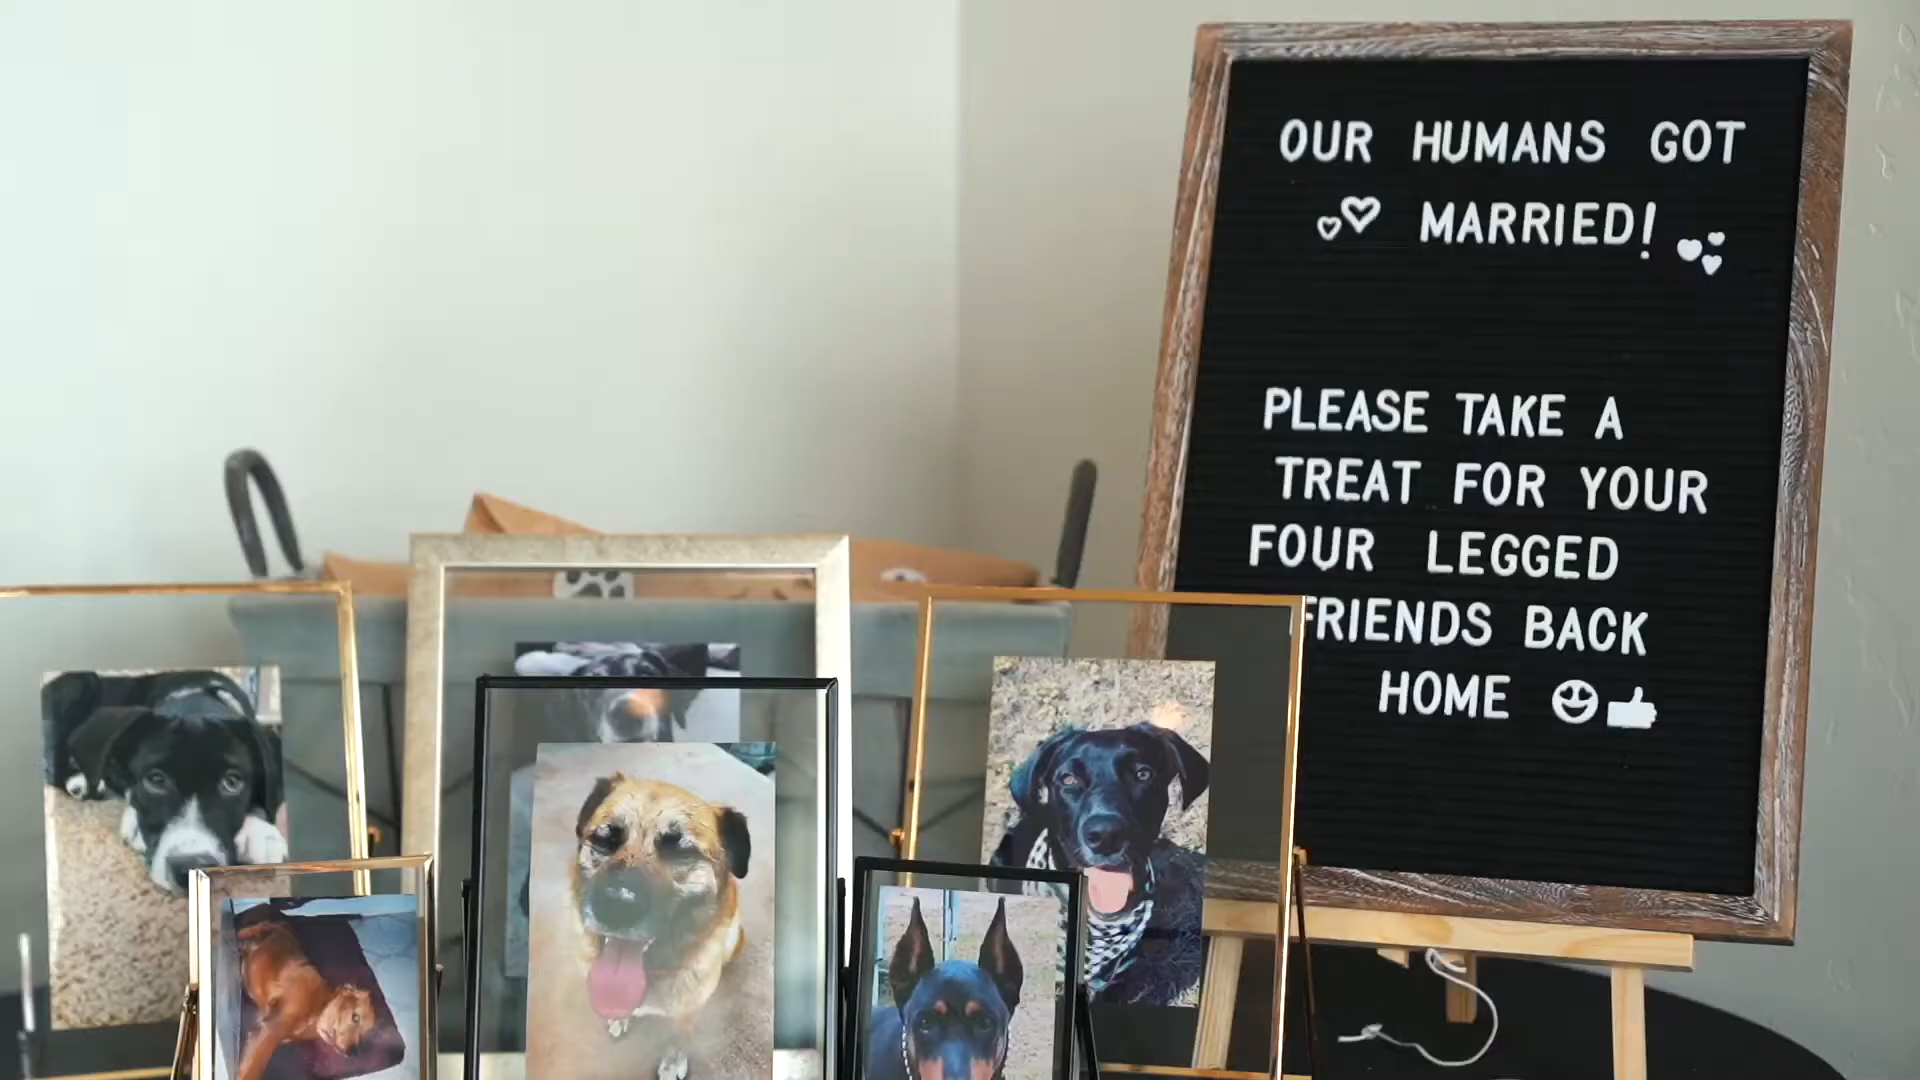 OUR HUMANS GOT
MARRIED!
PLEASE TAKE A
TREAT FOR YOUR
FOUR LEGGED
FRIENDS BACK
HOME